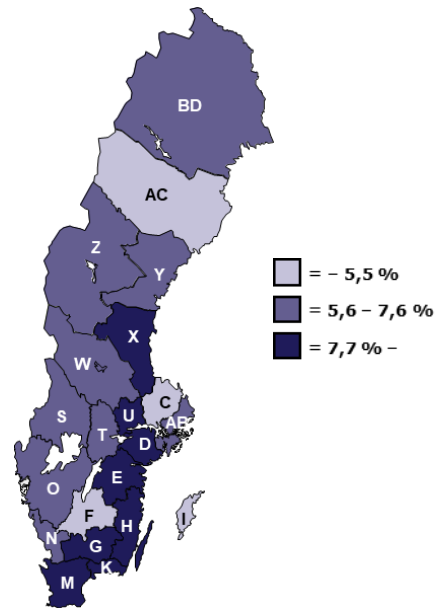 BD
AC
Z
Y
= – 5,5 %
= 5,6 – 7,6 %
X
= 7,7 % –
W
C
S
U
AB
T
D
E
O
F
I
H
N
G
K
M